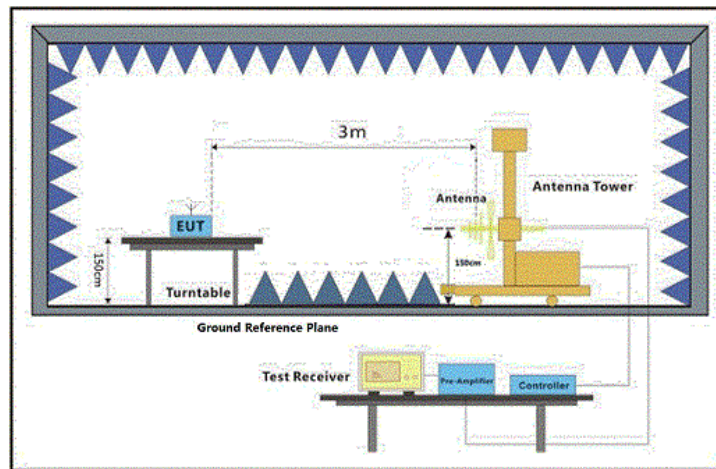 3m
Antenna Tower
Antenna
EUT
150cm
150cm
Turntable
Ground Reference Plane
Test Receiver
Pre-Amplifier
Controller